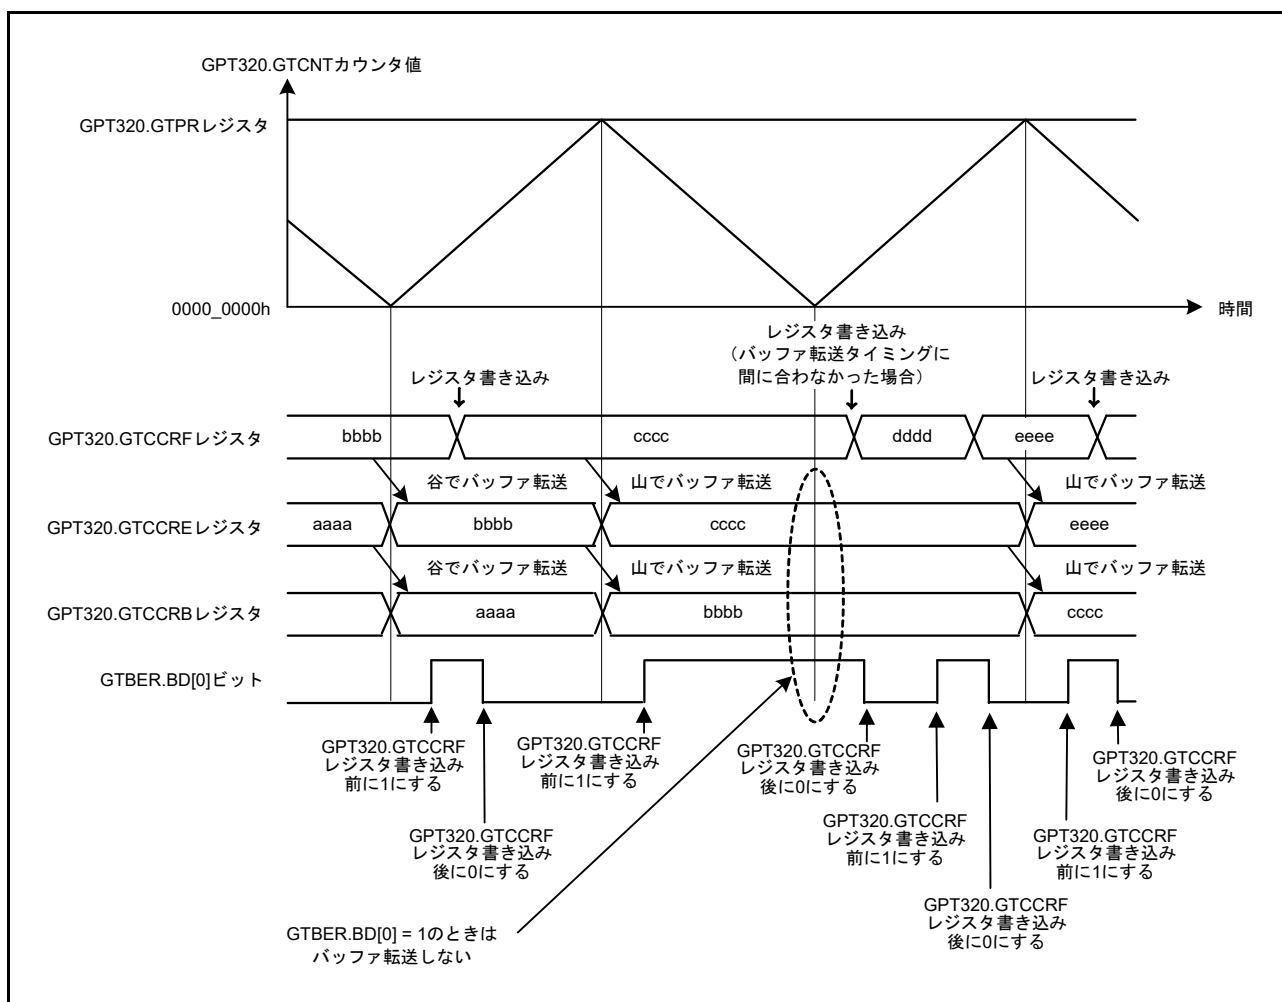 GPT320.GTCNTカウンタ値
GPT320.GTPRレジスタ
0000_0000h
時間
レジスタ書き込み
(バッファ転送タイミングに
間に合わなかった場合)
レジスタ書き込み
レジスタ書き込み
GPT320.GTCCRFレジスタ
bbbb
cccc
dddd
eeee
谷でバッファ転送
山でバッファ転送
山でバッファ転送
GPT320.GTCCREレジスタ
aaaa
bbbb
cccc
eeee
谷でバッファ転送
山でバッファ転送
山でバッファ転送
GPT320.GTCCRBレジスタ
aaaa
bbbb
cccc
GTBER.BD[0]ビット
GPT320.GTCCRF
レジスタ書き込み
前に1にする
GPT320.GTCCRF
レジスタ書き込み
後に0にする
GPT320.GTCCRF
レジスタ書き込み
前に1にする
GPT320.GTCCRF
レジスタ書き込み
後に0にする
GPT320.GTCCRF
レジスタ書き込み
前に1にする
GPT320.GTCCRF
レジスタ書き込み
後に0にする
GPT320.GTCCRF
レジスタ書き込み
前に1にする
GPT320.GTCCRF
レジスタ書き込み
後に0にする
GTBER.BD[0] = 1のときは
バッファ転送しない